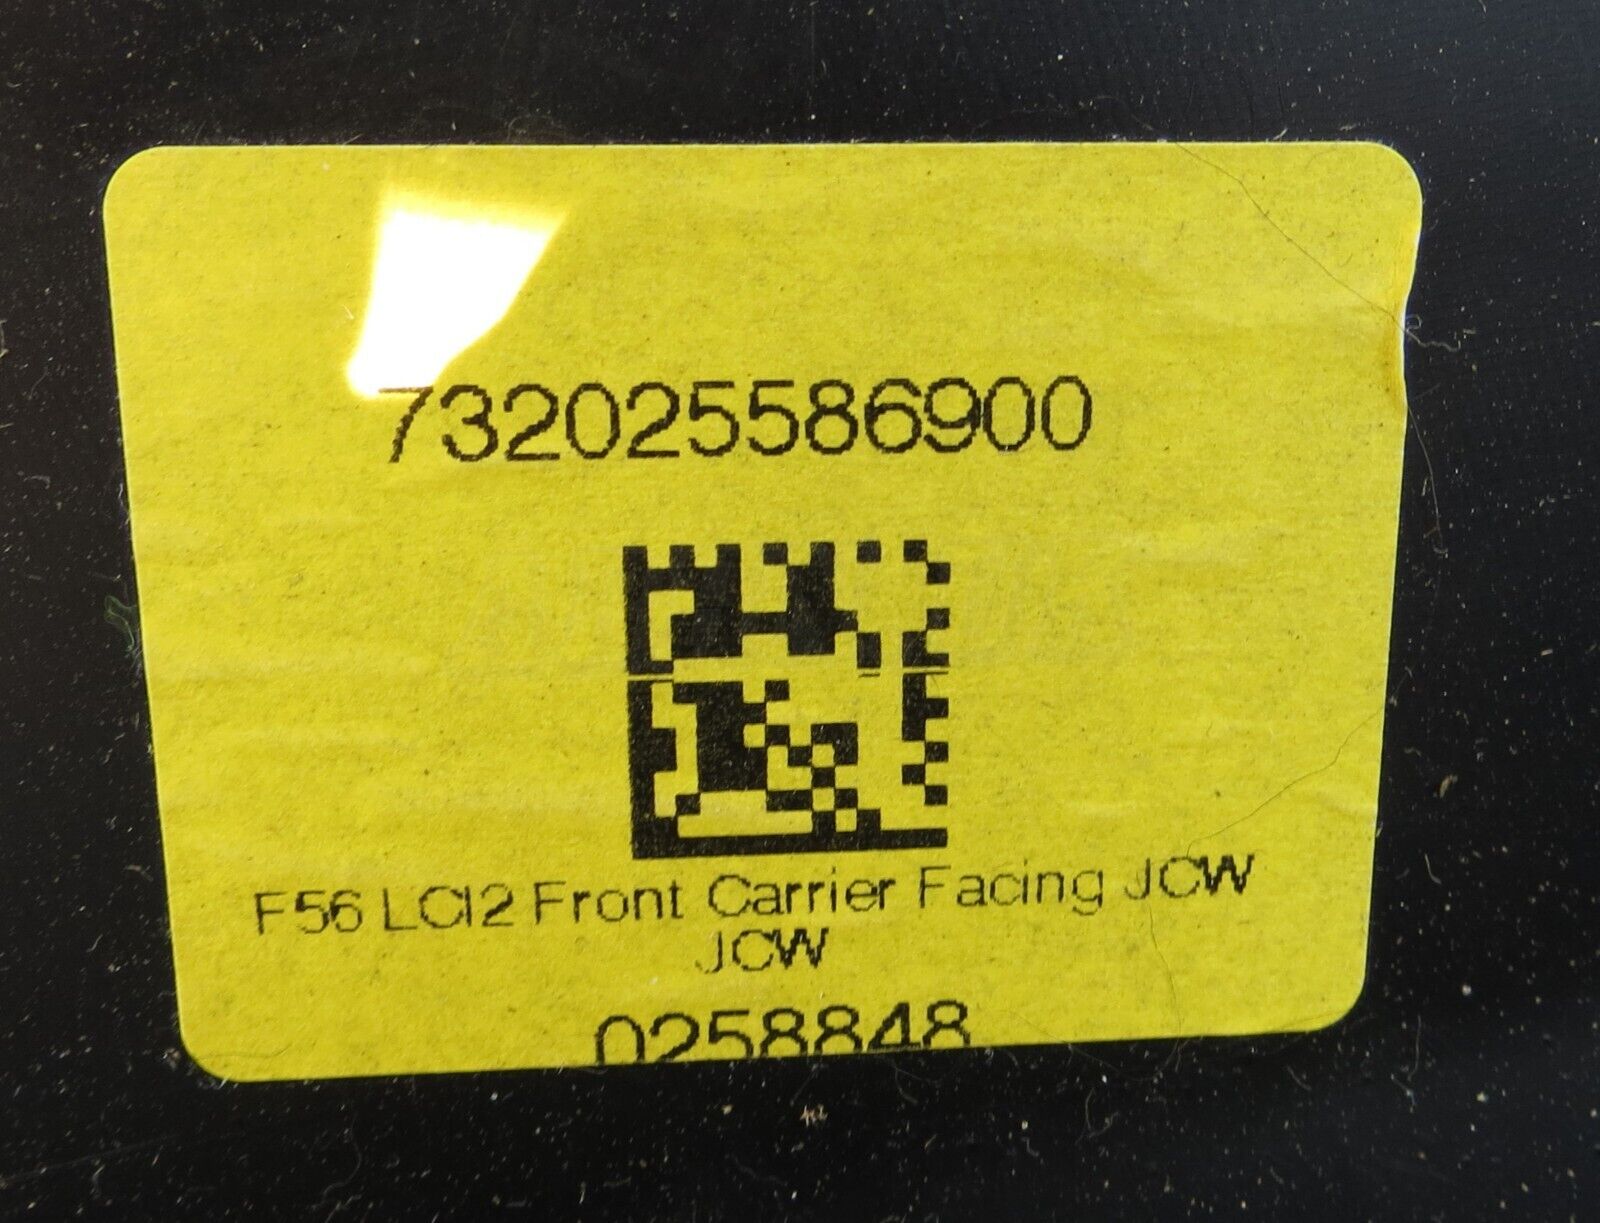 732025586900
F56 LCI2 Front Carrier Facing JCW
JCW
0258848